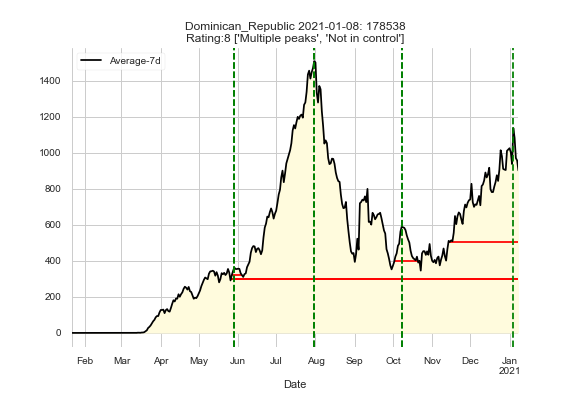 Dominican_Republic 2021-01-08: 178538
Rating:8 ['Multiple peaks', 'Not in control']
Average-7d
1400
1200
1000
800
600
400
200
0
Feb Mar Apr May Jun Jul Aug Sep Oct Nov Dec Jan
2021
Date